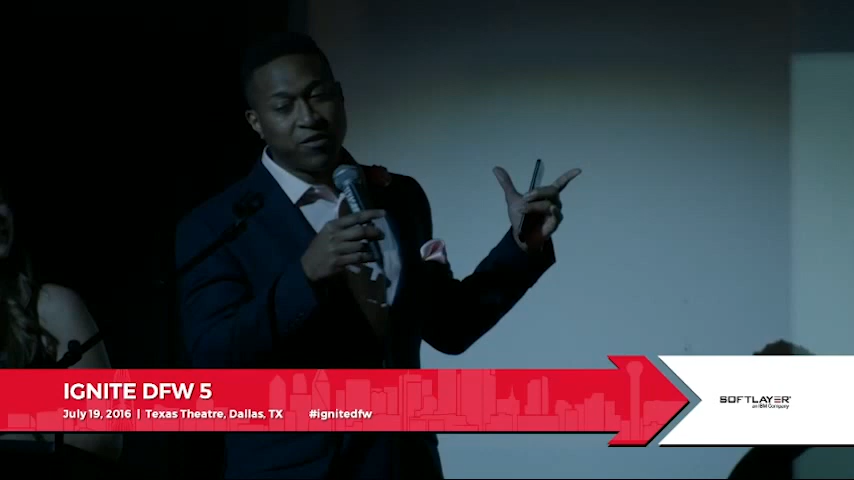 IGNITE DFW 5
July 19, 2016 | Texas Theatre, Dallas, TX #ignitedfw
SOFTLAYER
an IBM Company